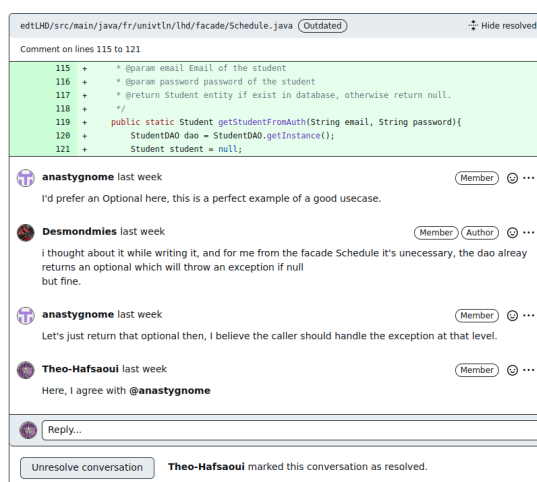 edtLHD/src/main/java/fr/univtln/lhd/facade/Schedule.java Outdated Hide resolved
Comment on lines 115 to 121
115 + * @param email Email of the student
116 + * @param password password of the student
117 + * @return Student entity if exist in database, otherwise return null.
118 + */
119 + public static Student getStudentFromAuth(String email, String password){
120 + StudentDAO dao = StudentDAO.getInstance();
121 + Student student = null;
anastygnome last week Member
I'd prefer an Optional here, this is a perfect example of a good usecase.
Desmondmies last week Member Author
i thought about it while writing it, and for me from the facade Schedule it's unecessary, the dao alreay
returns an optional which will throw an exception if null
but fine.
anastygnome last week Member
Let's just return that optional then, I believe the caller should handle the exception at that level.
Theo-Hafsaoui last week Member
Here, I agree with @anastygnome
Reply...
Unresolve conversation Theo-Hafsaoui marked this conversation as resolved.